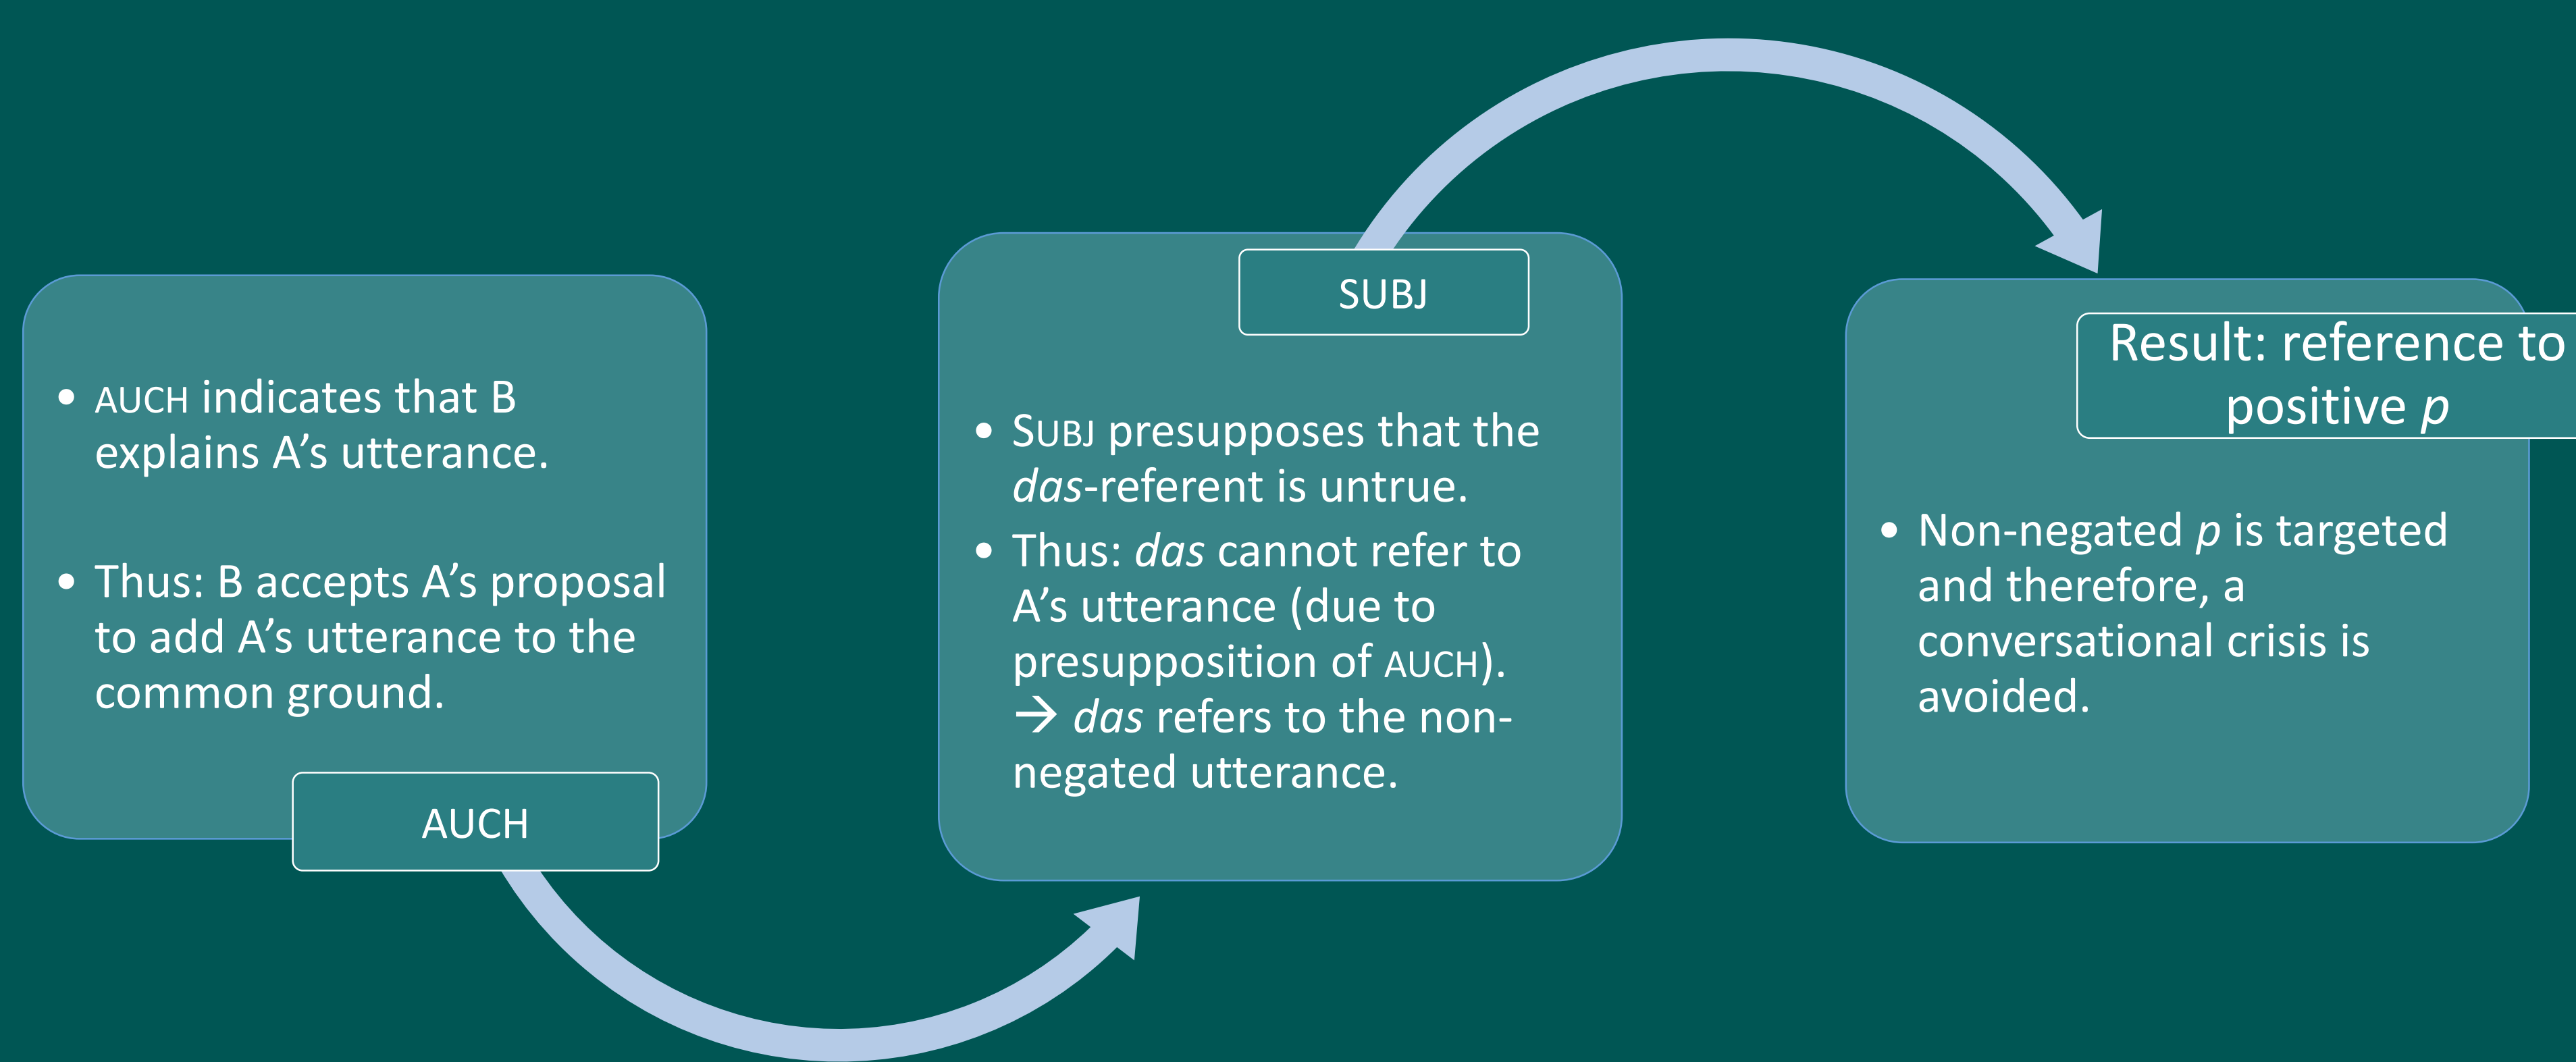 • AUCH indicates that B
explains A’s utterance.
• Thus: B accepts A’s proposal
to add A’s utterance to the
common ground.
AUCH
SUBJ
• SUBJ presupposes that the
das-referent is untrue.
• Thus: das cannot refer to
A’s utterance (due to
presupposition of AUCH).
→ das refers to the non-
negated utterance.
Result: reference to
positive p
• Non-negated p is targeted
and therefore, a
conversational crisis is
avoided.